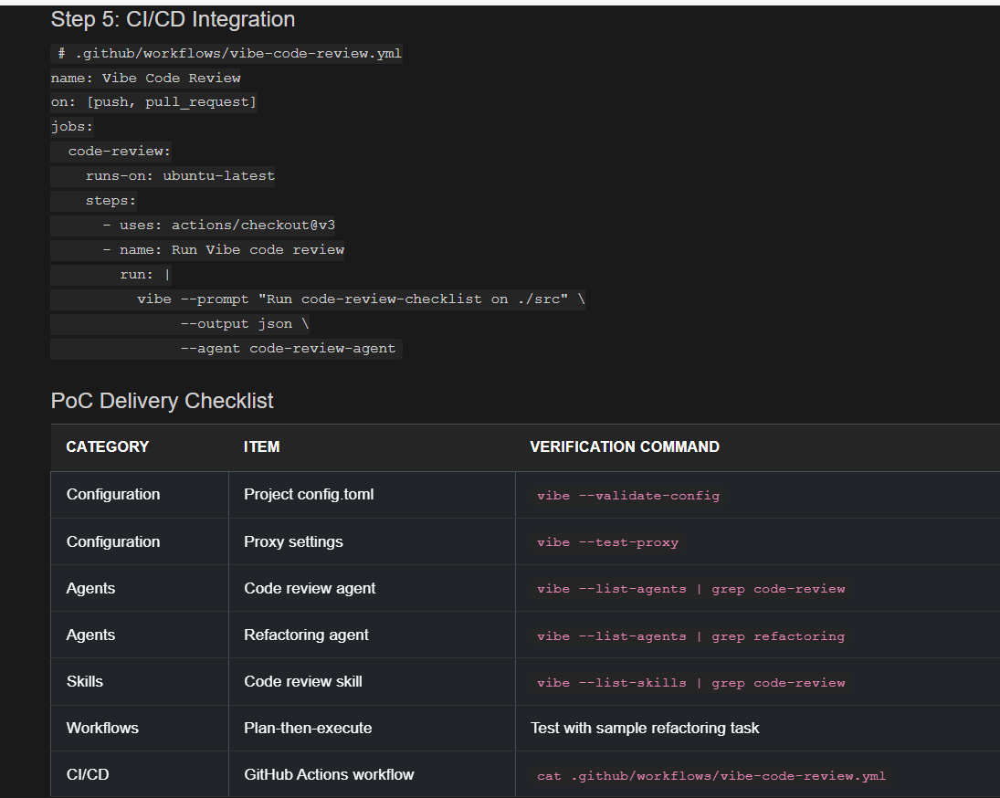 Step 5: CI/CD Integration
# .github/workflows/vibe-code-review.yml
name: Vibe Code Review
on: [push, pull_request]
jobs:
  code-review:
    runs-on: ubuntu-latest
    steps:
      - uses: actions/checkout@v3
      - name: Run Vibe code review
        run: |
          vibe --prompt "Run code-review-checklist on ./src" \
               --output json \
               --agent code-review-agent
PoC Delivery Checklist
CATEGORY ITEM VERIFICATION COMMAND
Configuration Project config.toml vibe --validate-config
Configuration Proxy settings vibe --test-proxy
Agents Code review agent vibe --list-agents | grep code-review
Agents Refactoring agent vibe --list-agents | grep refactoring
Skills Code review skill vibe --list-skills | grep code-review
Workflows Plan-then-execute Test with sample refactoring task
CI/CD GitHub Actions workflow cat .github/workflows/vibe-code-review.yml